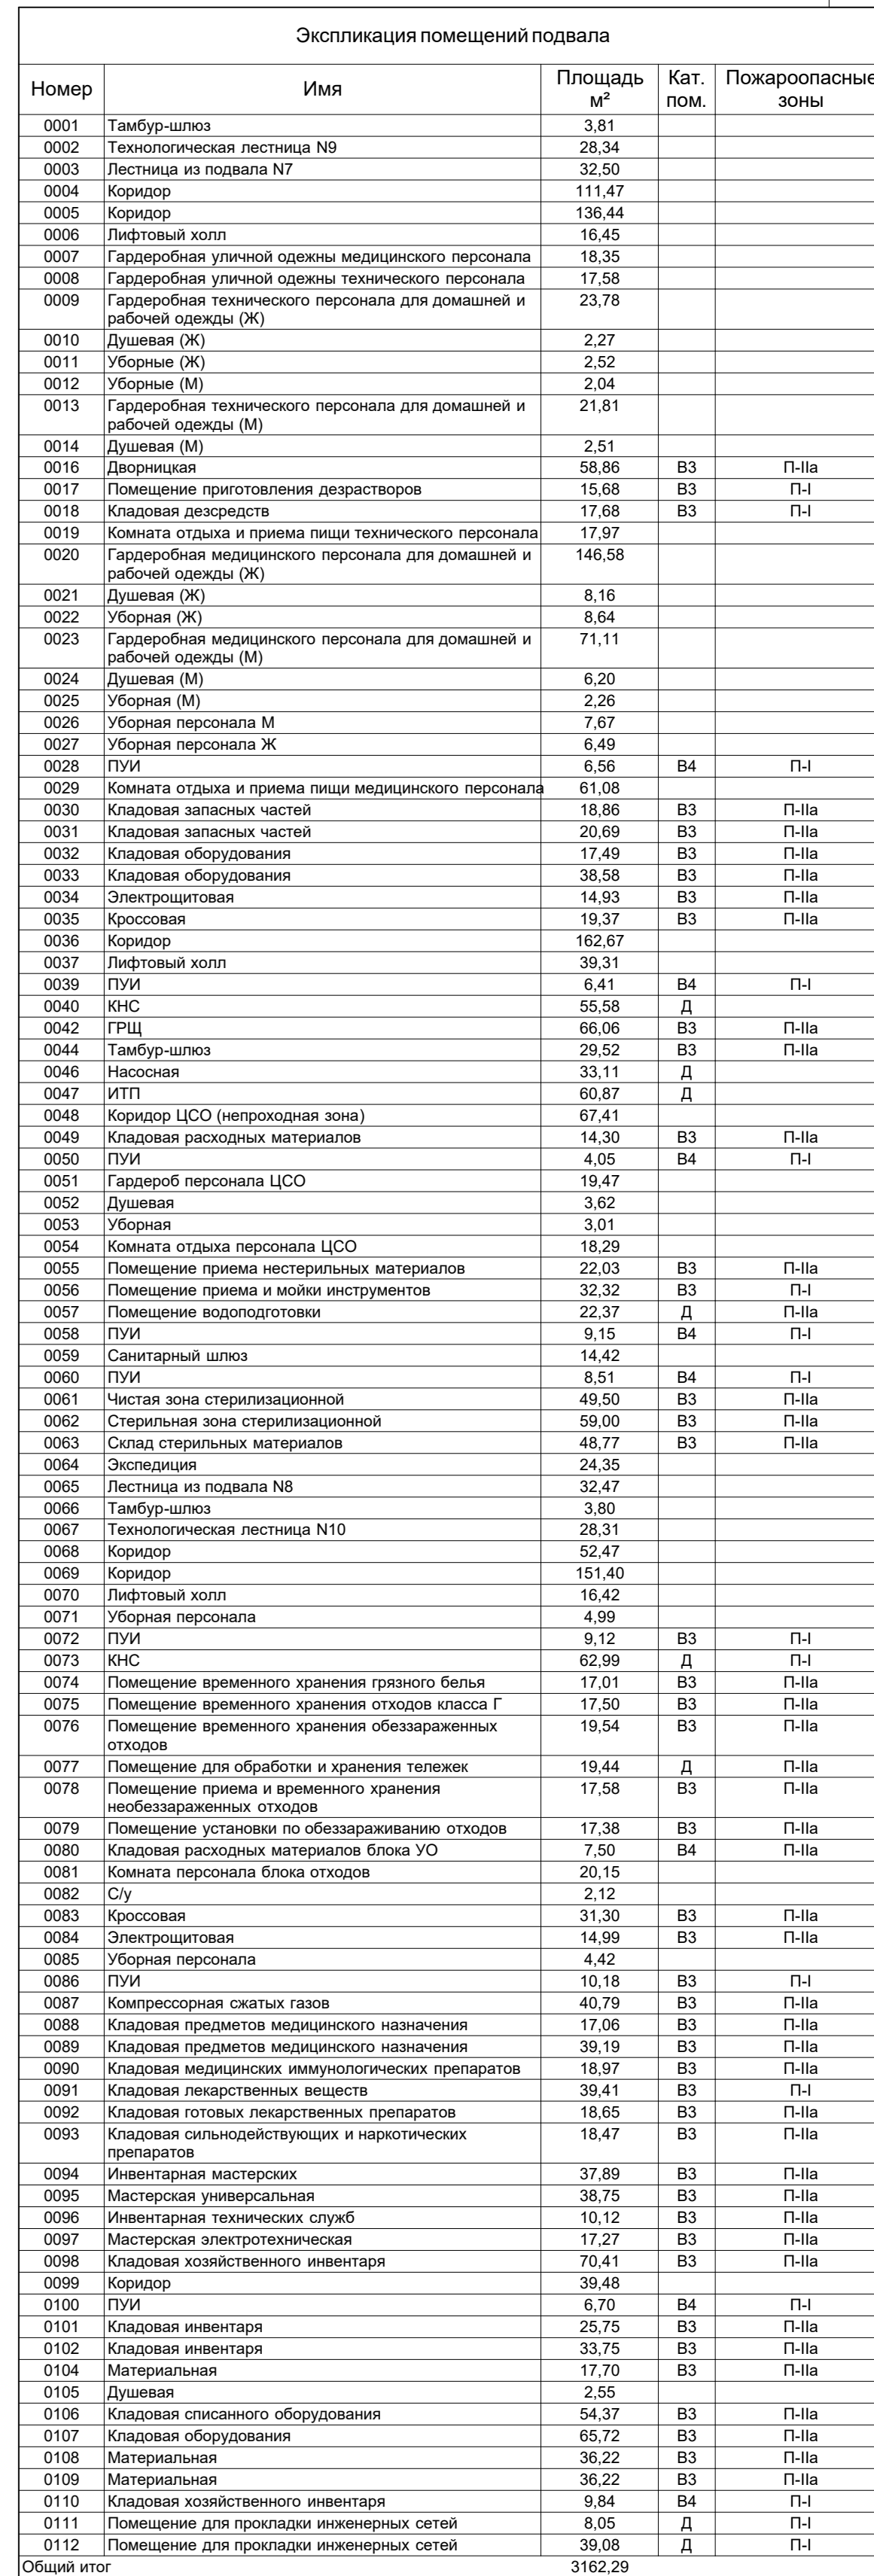 Экспликация помещений подвала
Номер Имя Площадь м² Кат. пом. Пожароопасные зоны
0001 Тамбур-шлюз 3,81
0002 Технологическая лестница N9 28,34
0003 Лестница из подвала N7 32,50
0004 Коридор 111,47
0005 Коридор 136,44
0006 Лифтовый холл 16,45
0007 Гардеробная уличной одежны медицинского персонала 18,35
0008 Гардеробная уличной одежны технического персонала 17,58
0009 Гардеробная технического персонала для домашней и 23,78
рабочей одежды (Ж)
0010 Душевая (Ж) 2,27
0011 Уборные (Ж) 2,52
0012 Уборные (М) 2,04
0013 Гардеробная технического персонала для домашней и 21,81
рабочей одежды (М)
0014 Душевая (М) 2,51
0016 Дворницкая 58,86 В3 П-IIа
0017 Помещение приготовления дезрастворов 15,68 В3 П-I
0018 Кладовая дезсредств 17,68 В3 П-I
0019 Комната отдыха и приема пищи технического персонала 17,97
0020 Гардеробная медицинского персонала для домашней и 146,58
рабочей одежды (Ж)
0021 Душевая (Ж) 8,16
0022 Уборная (Ж) 8,64
0023 Гардеробная медицинского персонала для домашней и 71,11
рабочей одежды (М)
0024 Душевая (М) 6,20
0025 Уборная (М) 2,26
0026 Уборная персонала М 7,67
0027 Уборная персонала Ж 6,49
0028 ПУИ 6,56 В4 П-I
0029 Комната отдыха и приема пищи медицинского персонала 61,08
0030 Кладовая запасных частей 18,86 В3 П-IIа
0031 Кладовая запасных частей 20,69 В3 П-IIа
0032 Кладовая оборудования 17,49 В3 П-IIа
0033 Кладовая оборудования 38,58 В3 П-IIа
0034 Электрощитовая 14,93 В3 П-IIа
0035 Кроссовая 19,37 В3 П-IIа
0036 Коридор 162,67
0037 Лифтовый холл 39,31
0039 ПУИ 6,41 В4 П-I
0040 КНС 55,58 Д
0042 ГРЩ 66,06 В3 П-IIа
0044 Тамбур-шлюз 29,52 В3 П-IIа
0046 Насосная 33,11 Д
0047 ИТП 60,87 Д
0048 Коридор ЦСО (непроходная зона) 67,41
0049 Кладовая расходных материалов 14,30 В3 П-IIа
0050 ПУИ 4,05 В4 П-I
0051 Гардероб персонала ЦСО 19,47
0052 Душевая 3,62
0053 Уборная 3,01
0054 Комната отдыха персонала ЦСО 18,29
0055 Помещение приема нестерильных материалов 22,03 В3 П-IIа
0056 Помещение приема и мойки инструментов 32,32 В3 П-I
0057 Помещение водоподготовки 22,37 Д П-IIа
0058 ПУИ 9,15 В4 П-I
0059 Санитарный шлюз 14,42
0060 ПУИ 8,51 В4 П-I
0061 Чистая зона стерилизационной 49,50 В3 П-IIа
0062 Стерильная зона стерилизационной 59,00 В3 П-IIа
0063 Склад стерильных материалов 48,77 В3 П-IIа
0064 Экспедиция 24,35
0065 Лестница из подвала N8 32,47
0066 Тамбур-шлюз 3,80
0067 Технологическая лестница N10 28,31
0068 Коридор 52,47
0069 Коридор 151,40
0070 Лифтовый холл 16,42
0071 Уборная персонала 4,99
0072 ПУИ 9,12 В3 П-I
0073 КНС 62,99 Д П-I
0074 Помещение временного хранения грязного белья 17,01 В3 П-IIа
0075 Помещение временного хранения отходов класса Г 17,50 В3 П-IIа
0076 Помещение временного хранения обеззараженных 19,54 В3 П-IIа
отходов
0077 Помещение для обработки и хранения тележек 19,44 Д П-IIа
0078 Помещение приема и временного хранения 17,58 В3 П-IIа
необеззараженных отходов
0079 Помещение установки по обеззараживанию отходов 17,38 В3 П-IIа
0080 Кладовая расходных материалов блока УО 7,50 В4 П-IIа
0081 Комната персонала блока отходов 20,15
0082 С/у 2,12
0083 Кроссовая 31,30 В3 П-IIа
0084 Электрощитовая 14,99 В3 П-IIа
0085 Уборная персонала 4,42
0086 ПУИ 10,18 В3 П-I
0087 Компрессорная сжатых газов 40,79 В3 П-IIа
0088 Кладовая предметов медицинского назначения 17,06 В3 П-IIа
0089 Кладовая предметов медицинского назначения 39,19 В3 П-IIа
0090 Кладовая медицинских иммунологических препаратов 18,97 В3 П-IIа
0091 Кладовая лекарственных веществ 39,41 В3 П-I
0092 Кладовая готовых лекарственных препаратов 18,65 В3 П-IIа
0093 Кладовая сильнодействующих и наркотических 18,47 В3 П-IIа
препаратов
0094 Инвентарная мастерских 37,89 В3 П-IIа
0095 Мастерская универсальная 38,75 В3 П-IIа
0096 Инвентарная технических служб 10,12 В3 П-IIа
0097 Мастерская электротехническая 17,27 В3 П-IIа
0098 Кладовая хозяйственного инвентаря 70,41 В3 П-IIа
0099 Коридор 39,48
0100 ПУИ 6,70 В4 П-I
0101 Кладовая инвентаря 25,75 В3 П-IIа
0102 Кладовая инвентаря 33,75 В3 П-IIа
0104 Материальная 17,70 В3 П-IIа
0105 Душевая 2,55
0106 Кладовая списанного оборудования 54,37 В3 П-IIа
0107 Кладовая оборудования 65,72 В3 П-IIа
0108 Материальная 36,22 В3 П-IIа
0109 Материальная 36,22 В3 П-IIа
0110 Кладовая хозяйственного инвентаря 9,84 В4 П-I
0111 Помещение для прокладки инженерных сетей 8,05 Д П-I
0112 Помещение для прокладки инженерных сетей 39,08 Д П-I
Общий итог 3162,29